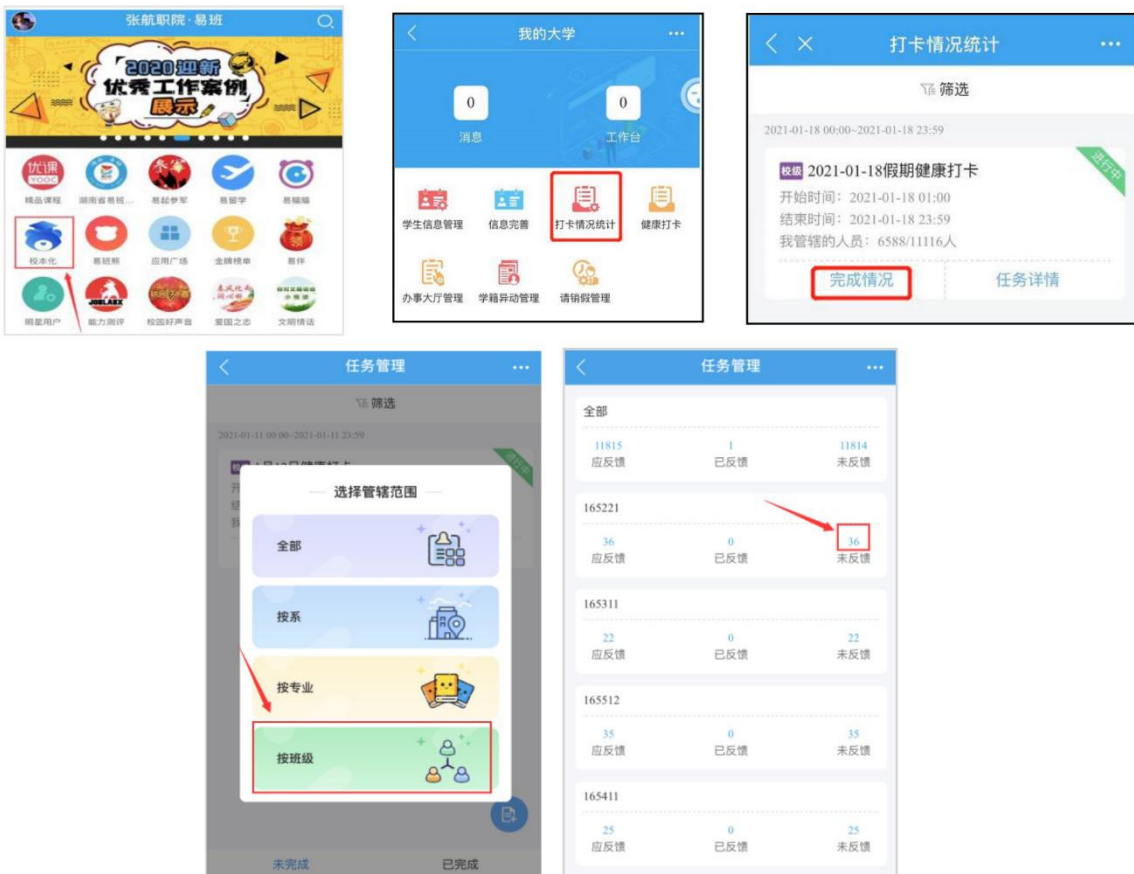 张航职院·易班
2020迎新
优秀工作案例
展示
优课
YOOC
精品课程
湖南省易班...
易起参军
易留学
易瞄瞄
校本化
易班熊
应用广场
金牌榜单
易伴
JOBLABX
明星用户
能力测评
校园好声音
爱国之志
文明情话
我的大学
0
0
消息
工作台
学生信息管理
信息完善
打卡情况统计
健康打卡
办事大厅管理
学籍异动管理
请销假管理
打卡情况统计
筛选
2021-01-18 00:00~2021-01-18 23:59
进行中
校级 2021-01-18假期健康打卡
开始时间：2021-01-18 01:00
结束时间：2021-01-18 23:59
我管辖的人员：6588/11116人
完成情况
任务详情
任务管理
筛选
2021-01-11 00:00~2021-01-11 23:59
进行中
选择管辖范围
全部
按系
按专业
按班级
未完成
已完成
任务管理
全部
11815 1 11814
应反馈 已反馈 未反馈
165221
36 0 36
应反馈 已反馈 未反馈
165311
22 0 22
应反馈 已反馈 未反馈
165512
35 0 35
应反馈 已反馈 未反馈
165411
25 0 25
应反馈 已反馈 未反馈